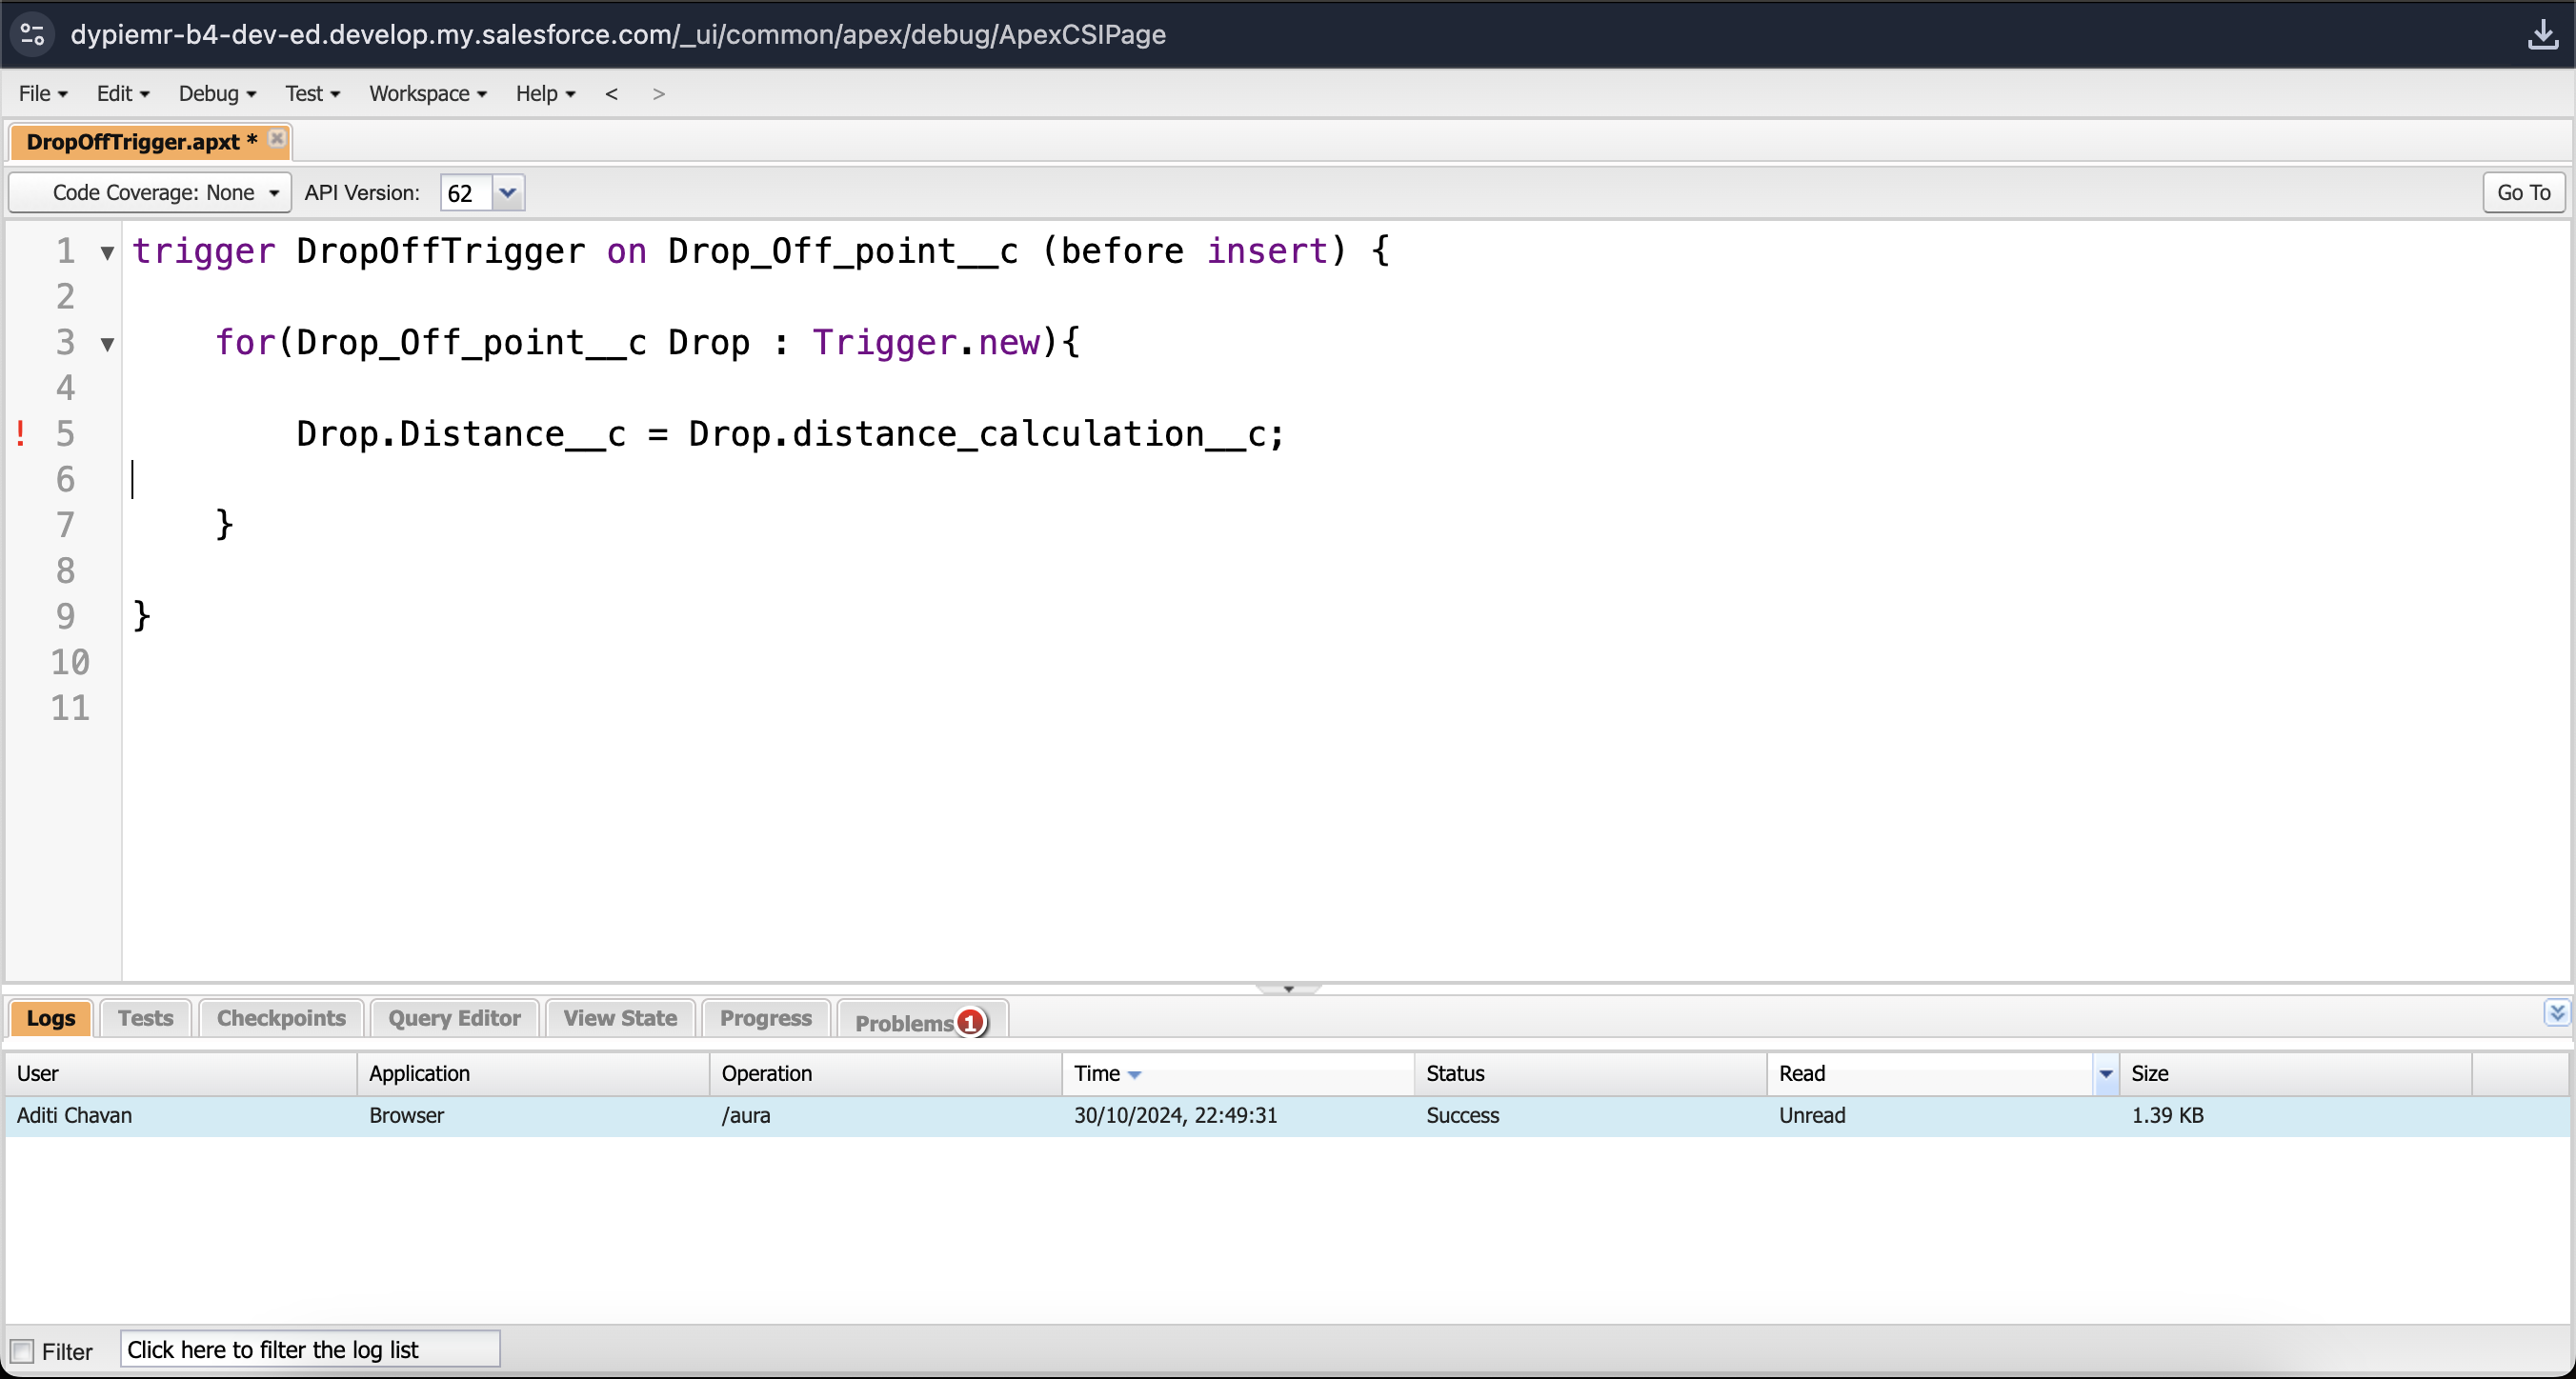 dypiemr-b4-dev-ed.develop.my.salesforce.com/_ui/common/apex/debug/ApexCSIPage
File Edit Debug Test Workspace Help < >
DropOffTrigger.apxt *
Code Coverage: None API Version: 62 Go To
1 trigger DropOffTrigger on Drop_Off_point__c (before insert) {
2
3 for(Drop_Off_point__c Drop : Trigger.new){
4
! 5 Drop.Distance__c = Drop.distance_calculation__c;
6
7 }
8
9 }
10
11
Logs Tests Checkpoints Query Editor View State Progress Problems 1
User Application Operation Time Status Read Size
Aditi Chavan Browser /aura 30/10/2024, 22:49:31 Success Unread 1.39 KB
Filter Click here to filter the log list